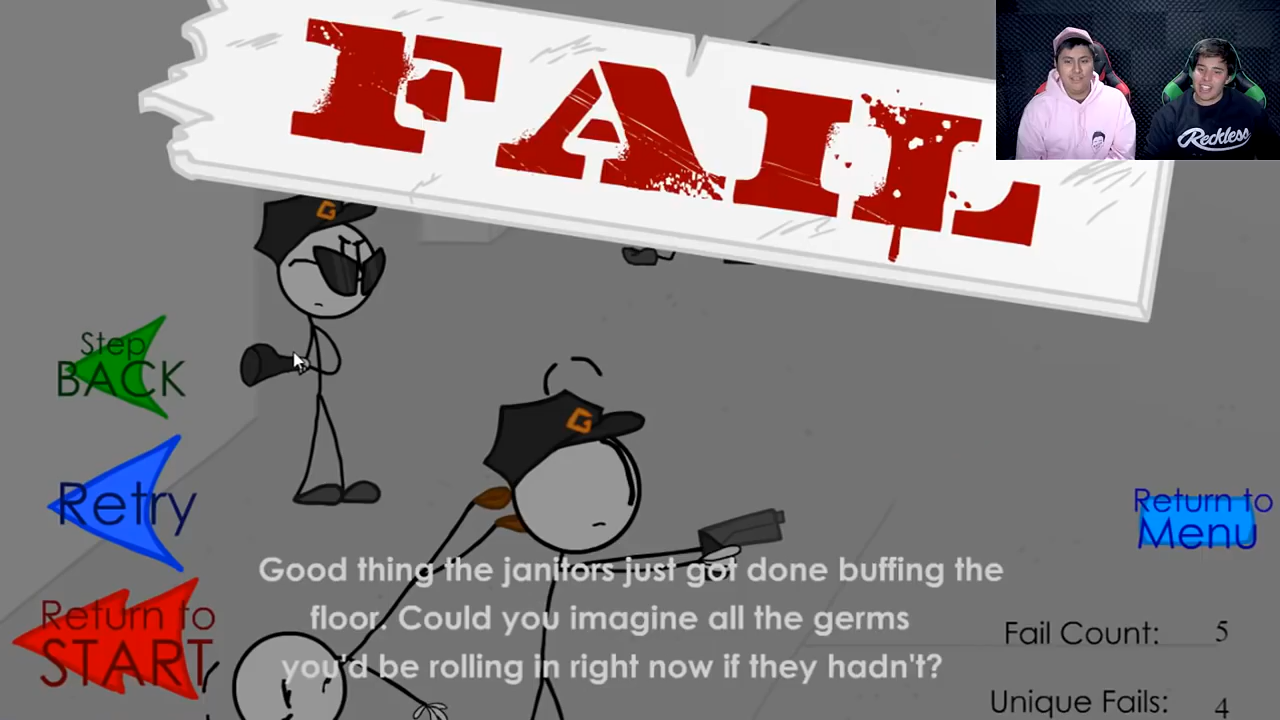 FAIL
Reckless
G
Step
BACK
G
Retry
Return to
Menu
Good thing the janitors just got done buffing the
floor. Could you imagine all the germs
you'd be rolling in right now if they hadn't?
Return to
START
Fail Count: 5
Unique Fails: 4